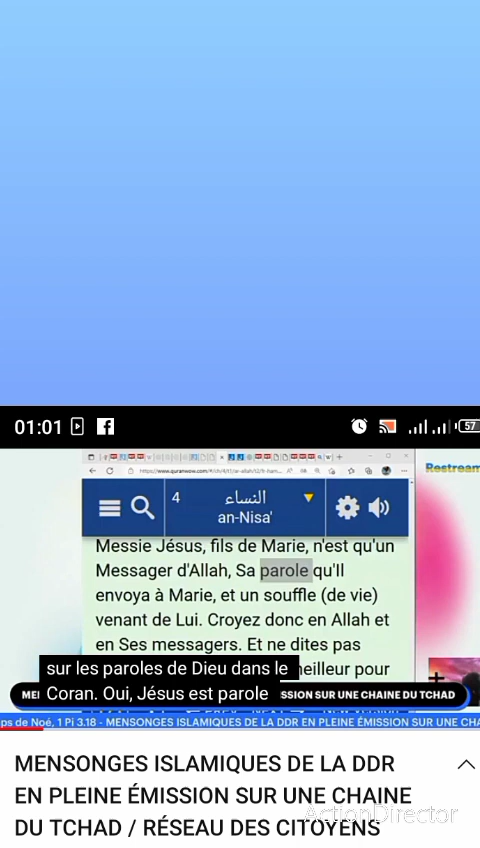 01:01
57
Restream
4
النساء
an-Nisa'
Messie Jésus, fils de Marie, n'est qu'un
Messager d'Allah, Sa parole qu'Il
envoya à Marie, et un souffle (de vie)
venant de Lui. Croyez donc en Allah et
en Ses messagers. Et ne dites pas
sur les paroles de Dieu dans le
meilleur pour
Coran. Oui, Jésus est parole
SSION SUR UNE CHAINE DU TCHAD
ps de Noé, 1 Pi 3.18 - MENSONGES ISLAMIQUES DE LA DDR EN PLEINE ÉMISSION SUR UNE CHA
MENSONGES ISLAMIQUES DE LA DDR
EN PLEINE ÉMISSION SUR UNE CHAINE
DU TCHAD / RÉSEAU DES CITOYENS
ActionDirector